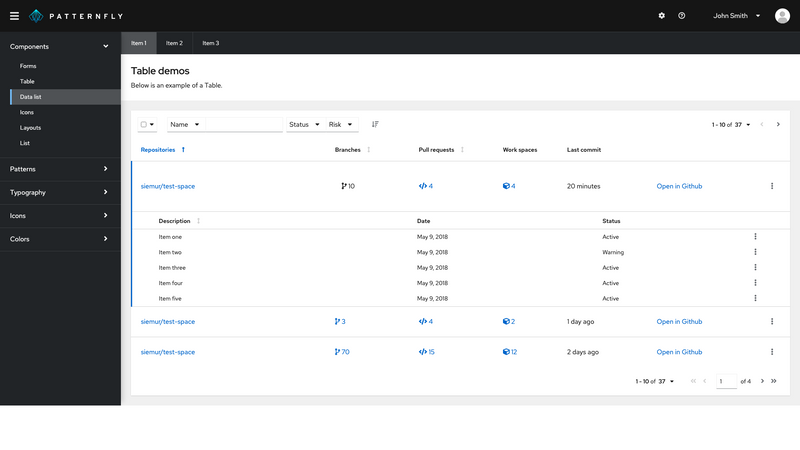 PATTERNFLY
John Smith
Components
Forms
Table
Data list
Icons
Layouts
List
Patterns
Typography
Icons
Colors
Item 1 Item 2 Item 3
Table demos
Below is an example of a Table.
Name Status Risk 1 - 10 of 37
Repositories Branches Pull requests Work spaces Last commit
siemur/test-space 10 4 4 20 minutes Open in Github
Description Date Status
Item one May 9, 2018 Active
Item two May 9, 2018 Warning
Item three May 9, 2018 Active
Item four May 9, 2018 Active
Item five May 9, 2018 Active
siemur/test-space 3 4 2 1 day ago Open in Github
siemur/test-space 70 15 12 2 days ago Open in Github
1 - 10 of 37 1 of 4